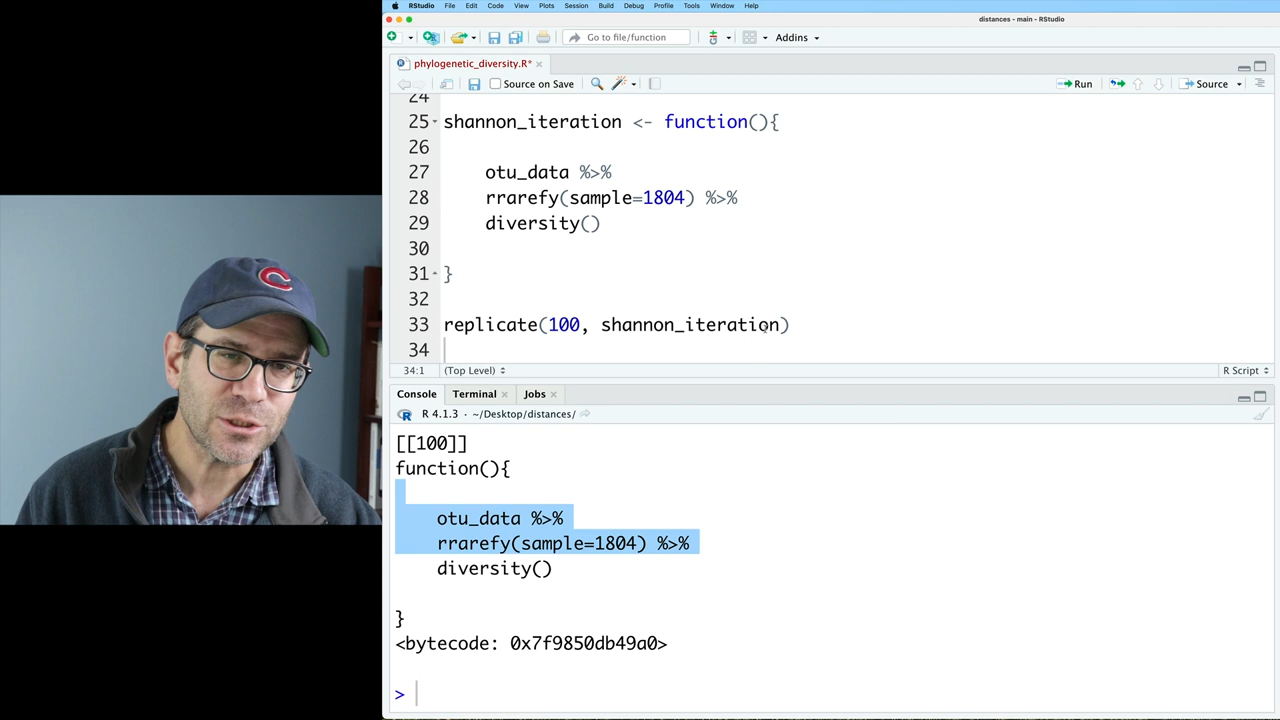 RStudio File Edit Code View Plots Session Build Debug Profile Tools Window Help
distances - main - RStudio
Go to file/function Addins
phylogenetic_diversity.R*
Source on Save Run Source
24
25 shannon_iteration <- function(){
26
27 otu_data %>%
28 rrarefy(sample=1804) %>%
29 diversity()
30
31 }
32
33 replicate(100, shannon_iteration)
34
34:1 (Top Level) R Script
Console Terminal Jobs
R 4.1.3 · ~/Desktop/distances/
[[100]]
function(){
otu_data %>%
rrarefy(sample=1804) %>%
diversity()
}
<bytecode: 0x7f9850db49a0>
>
C